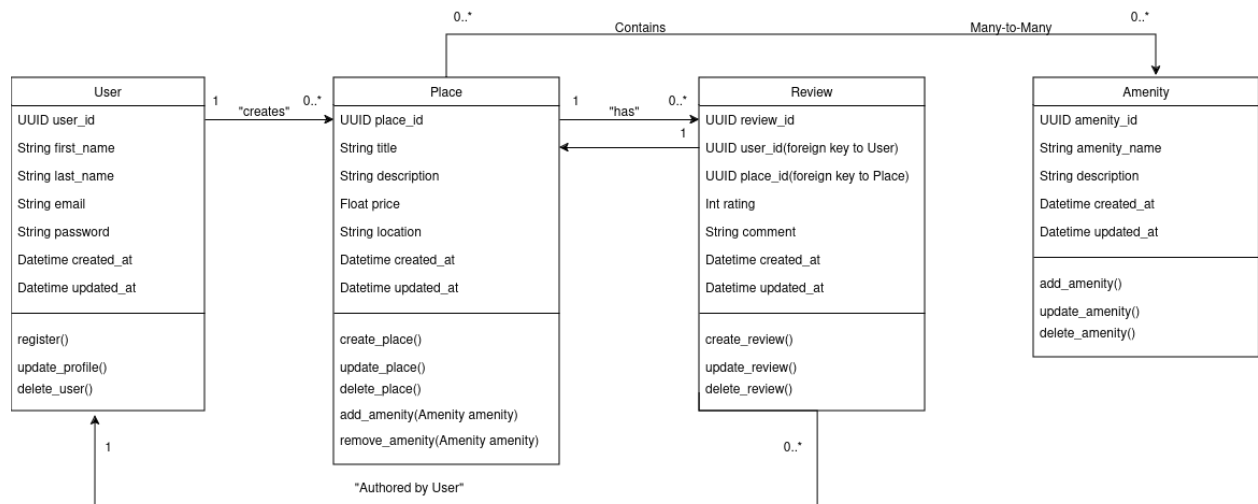 0..*
Contains
Many-to-Many
0..*
User
UUID user_id
String first_name
String last_name
String email
String password
Datetime created_at
Datetime updated_at
register()
update_profile()
delete_user()
1
"creates"
0..*
Place
UUID place_id
String title
String description
Float price
String location
Datetime created_at
Datetime updated_at
create_place()
update_place()
delete_place()
add_amenity(Amenity amenity)
remove_amenity(Amenity amenity)
1
"has"
0..*
1
Review
UUID review_id
UUID user_id(foreign key to User)
UUID place_id(foreign key to Place)
Int rating
String comment
Datetime created_at
Datetime updated_at
create_review()
update_review()
delete_review()
Amenity
UUID amenity_id
String amenity_name
String description
Datetime created_at
Datetime updated_at
add_amenity()
update_amenity()
delete_amenity()
1
"Authored by User"
0..*